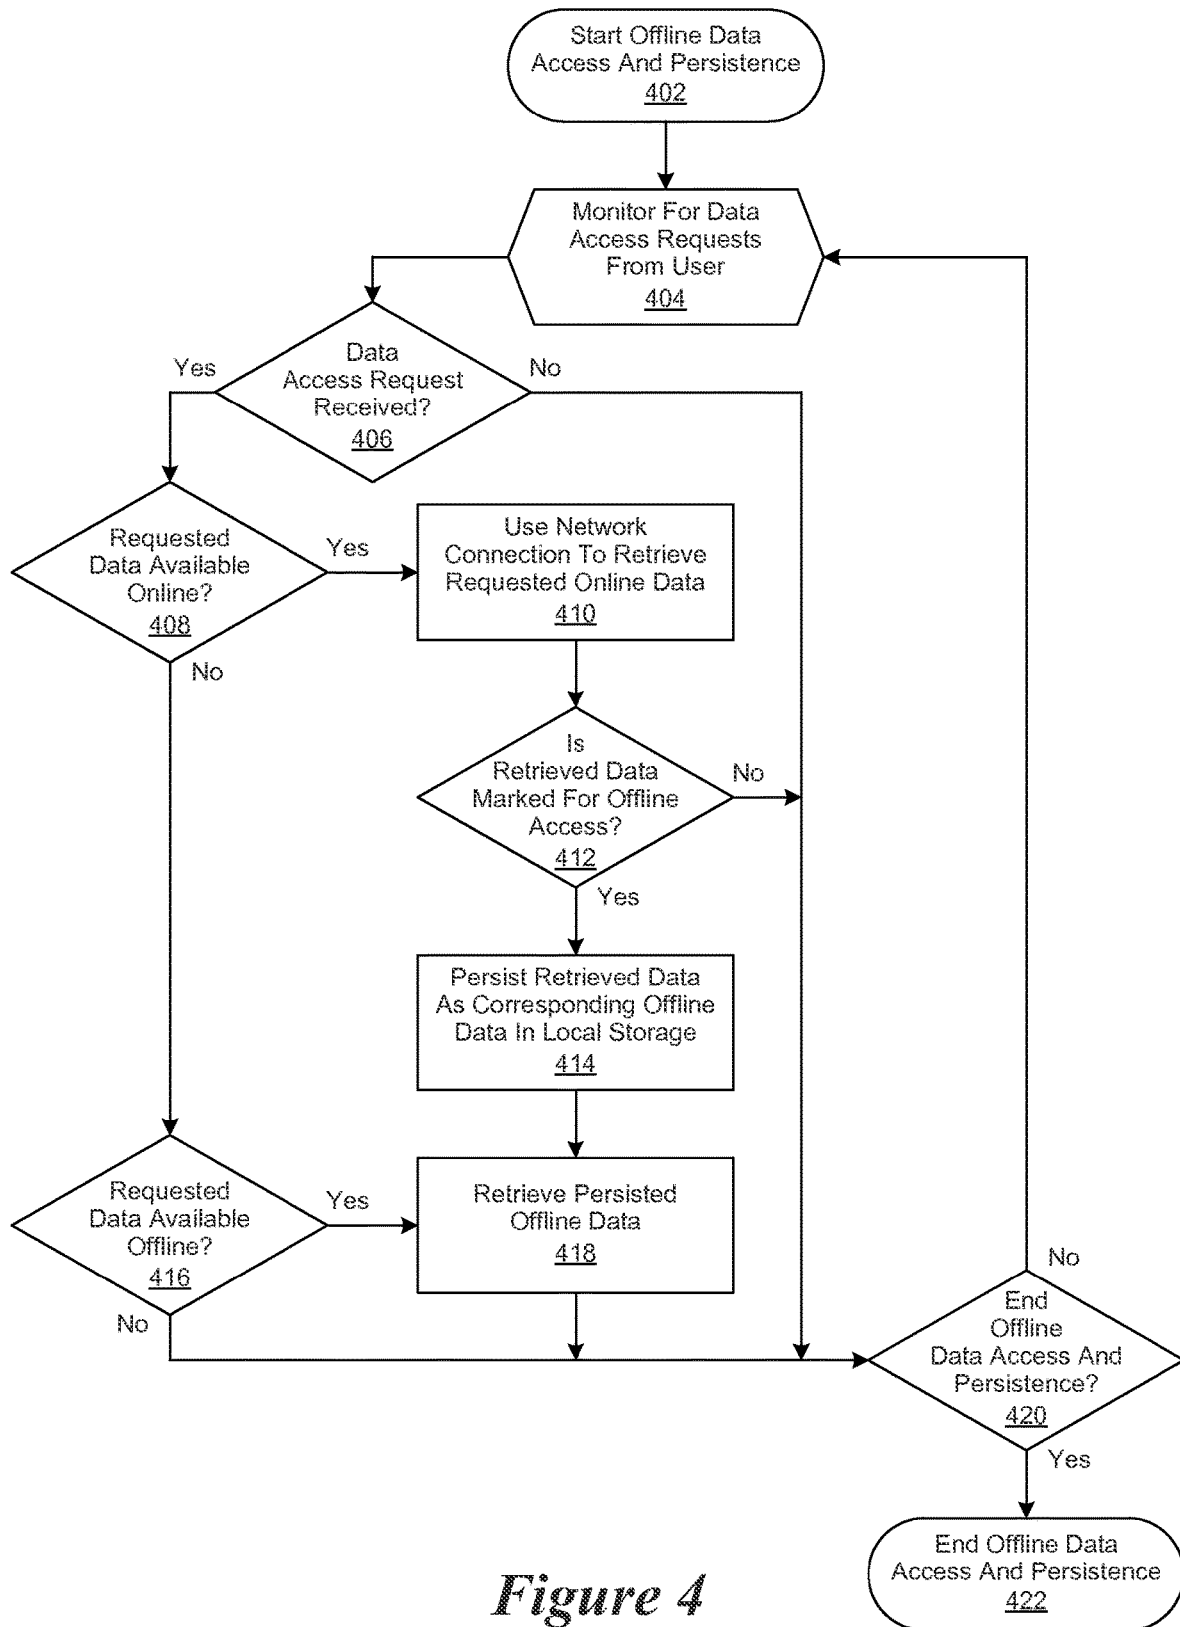 Start Offline Data
Access And Persistence
402
Monitor For Data
Access Requests
From User
404
Data
Access Request
Received?
406
Yes
No
Requested
Data Available
Online?
408
Yes
No
Use Network
Connection To Retrieve
Requested Online Data
410
Is
Retrieved Data
Marked For Offline
Access?
412
No
Yes
Persist Retrieved Data
As Corresponding Offline
Data In Local Storage
414
Requested
Data Available
Offline?
416
Yes
No
Retrieve Persisted
Offline Data
418
No
End
Offline
Data Access And
Persistence?
420
Yes
End Offline Data
Access And Persistence
422
Figure 4